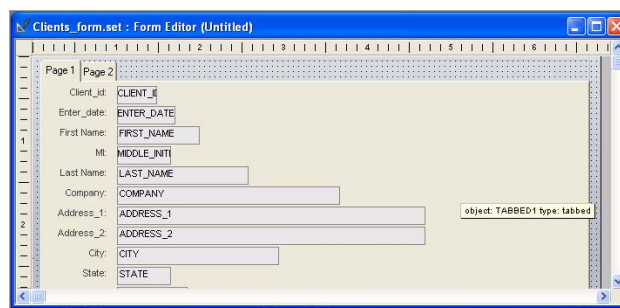 Clients_form.set : Form Editor (Untitled)
1 2 3 4 5 6
Page 1 Page 2
Client_id: CLIENT_I
Enter_date: ENTER_DATE
1
First Name: FIRST_NAME
MI: MIDDLE_INITI
Last Name: LAST_NAME
Company: COMPANY
Address_1: ADDRESS_1
object: TABBED1 type: tabbed
2
Address_2: ADDRESS_2
City: CITY
State: STATE